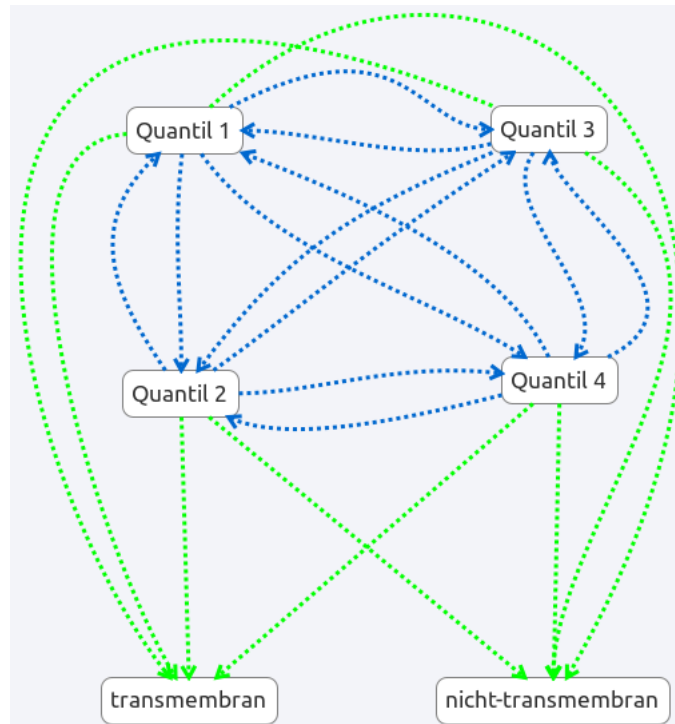 Quantil 1
Quantil 3
Quantil 2
Quantil 4
transmembran
nicht-transmembran